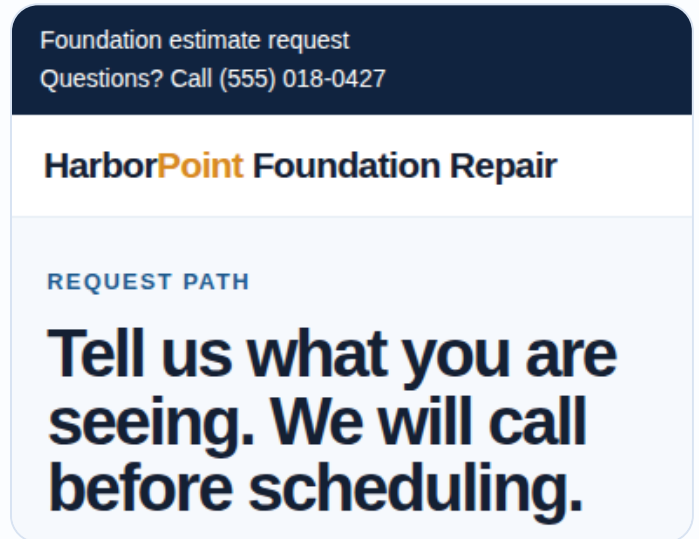 Foundation estimate request
Questions? Call (555) 018-0427
HarborPoint Foundation Repair
REQUEST PATH
Tell us what you are
seeing. We will call
before scheduling.